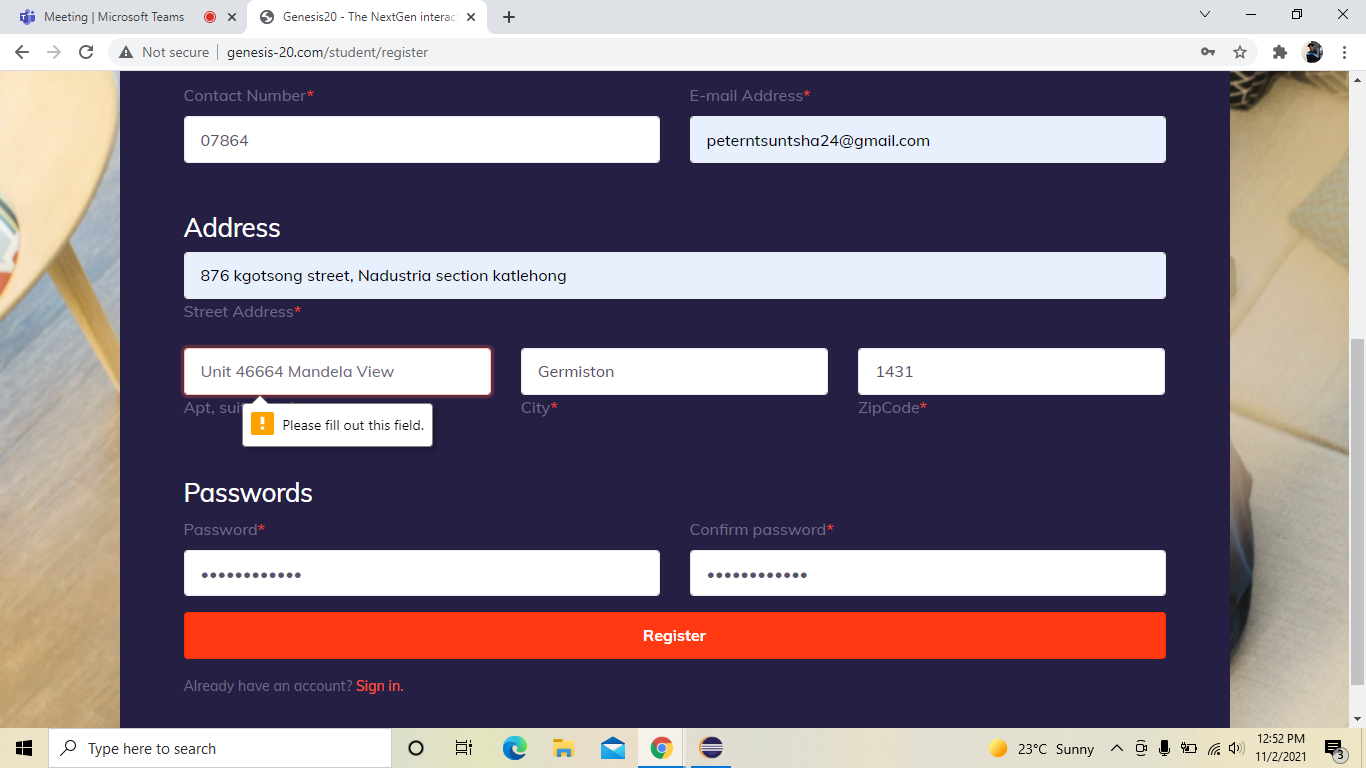 Meeting | Microsoft Teams
Genesis20 - The NextGen interac
Not secure
genesis-20.com/student/register
Contact Number* E-mail Address*
07864 peterntsuntsha24@gmail.com
Address
876 kgotsong street, Nadustria section katlehong
Street Address*
Unit 46664 Mandela View Germiston 1431
Apt, sui City* ZipCode*
Please fill out this field.
Passwords
Password* Confirm password*
Register
Already have an account? Sign in.
Type here to search
23°C Sunny
12:52 PM
11/2/2021
3